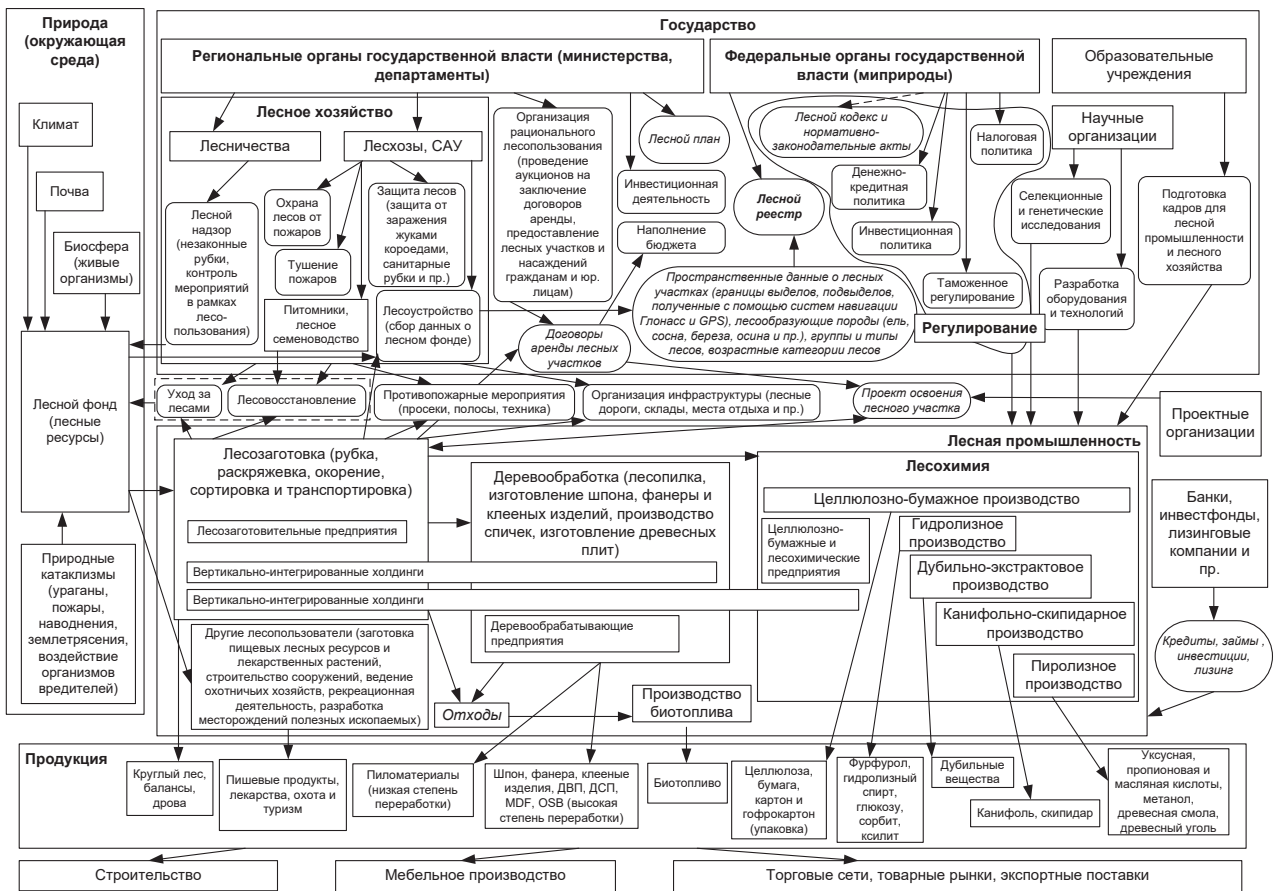 Природа
(окружающая
среда)
Климат
Почва
Биосфера
(живые
организмы)
Лесной фонд
(лесные
ресурсы)
Природные
катаклизмы
(ураганы,
пожары,
наводнения,
землетрясения,
воздействие
организмов
вредителей)
Государство
Региональные органы государственной власти (министерства,
департаменты)
Федеральные органы государственной
власти (миприроды)
Образовательные
учреждения
Лесное хозяйство
Лесничества
Лесхозы, САУ
Лесной
надзор
(незаконные
рубки,
контроль
мероприятий
в рамках
лесо-
пользования)
Охрана
лесов от
пожаров
Тушение
пожаров
Питомники,
лесное
семеноводство
Защита лесов
(защита от
заражения
жуками
короедами,
санитарные
рубки и пр.)
Лесоустройство
(сбор данных о
лесном фонде)
Организация
рационального
лесопользования
(проведение
аукционов на
заключение
договоров
аренды,
предоставление
лесных участков и
насаждений
гражданам и юр.
лицам)
Лесной план
Инвестиционная
деятельность
Наполнение
бюджета
Договоры
аренды лесных
участков
Лесной
реестр
Лесной кодекс и
нормативно-
законодательные акты
Денежно-
кредитная
политика
Инвестиционная
политика
Налоговая
политика
Таможенное
регулирование
Регулирование
Пространственные данные о лесных
участках (границы выделов, подвыделов,
полученные с помощью систем навигации
Глонасс и GPS), лесообразующие породы (ель,
сосна, береза, осина и пр.), группы и типы
лесов, возрастные категории лесов
Научные
организации
Селекционные
и генетические
исследования
Разработка
оборудования
и технологий
Подготовка
кадров для
лесной
промышленности
и лесного
хозяйства
Уход за
лесами
Лесовосстановление
Противопожарные мероприятия
(просеки, полосы, техника)
Организация инфраструктуры (лесные
дороги, склады, места отдыха и пр.)
Проект освоения
лесного участка
Проектные
организации
Лесная промышленность
Лесозаготовка (рубка,
раскряжевка, окорение,
сортировка и транспортировка)
Лесозаготовительные предприятия
Вертикально-интегрированные холдинги
Вертикально-интегрированные холдинги
Деревообработка (лесопилка,
изготовление шпона, фанеры и
клееных изделий, производство
спичек, изготовление древесных
плит)
Деревообрабатывающие
предприятия
Другие лесопользователи (заготовка
пищевых лесных ресурсов и
лекарственных растений,
строительство сооружений, ведение
охотничьих хозяйств, рекреационная
деятельность, разработка
месторождений полезных ископаемых)
Отходы
Производство
биотоплива
Лесохимия
Целлюлозно-бумажное производство
Целлюлозно-
бумажные и
лесохимические
предприятия
Гидролизное
производство
Дубильно-экстрактовое
производство
Канифольно-скипидарное
производство
Пиролизное
производство
Банки,
инвестфонды,
лизинговые
компании и
пр.
Кредиты, займы ,
инвестиции,
лизинг
Продукция
Круглый лес,
балансы,
дрова
Пишевые продукты,
лекарства, охота и
туризм
Пиломатериалы
(низкая степень
переработки)
Шпон, фанера, клееные
изделия, ДВП, ДСП,
MDF, OSB (высокая
степень переработки)
Биотопливо
Целлюлоза,
бумага,
картон и
гофрокартон
(упаковка)
Фурфурол,
гидролизный
спирт,
глюкозу,
сорбит,
ксилит
Дубильные
вещества
Канифоль, скипидар
Уксусная,
пропионовая и
масляная кислоты,
метанол,
древесная смола,
древесный уголь
Строительство
Мебельное производство
Торговые сети, товарные рынки, экспортные поставки